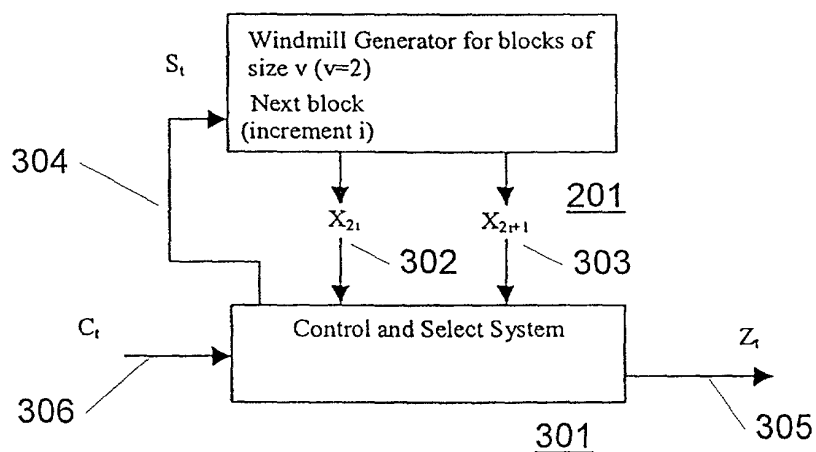 Windmill Generator for blocks of
size v (v=2)
S_t
Next block
(increment i)
304
201
X_2i
X_2i+1
302
303
Control and Select System
C_t
Z_t
306
305
301